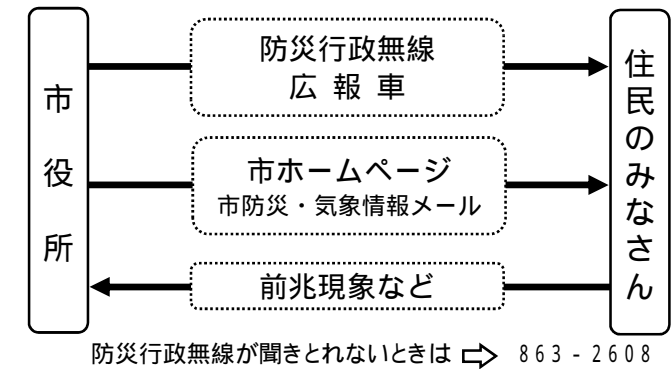 市役所
防災行政無線
広報車
市ホームページ
市防災・気象情報メール
前兆現象など
住民のみなさん
防災行政無線が聞きとれないときは ⇨ 863-2608